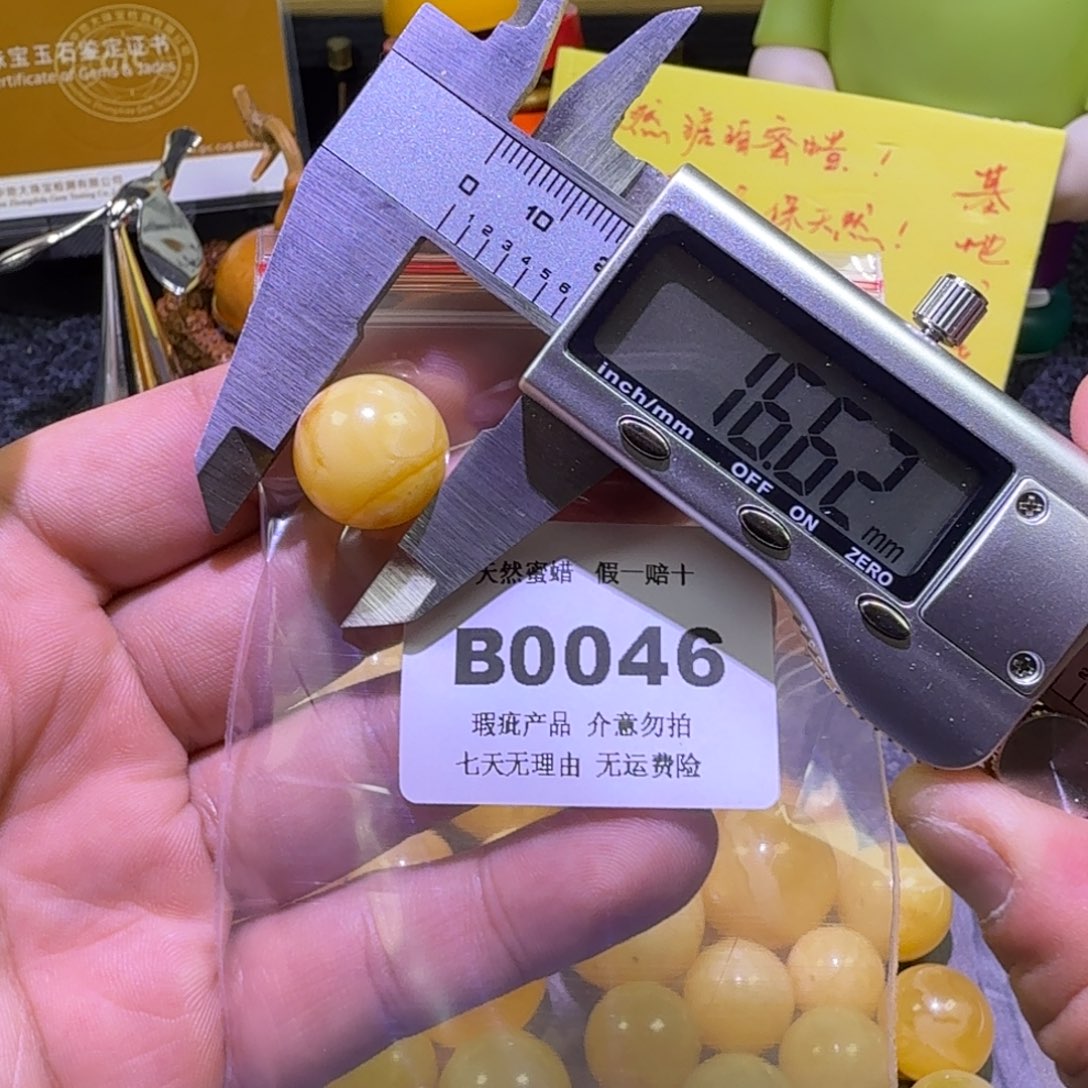 珠宝玉石鉴定证书
Certificate of Gems & Jades
然 瑙 蜜蜡！
保天然！
基
地
0 10
1 2 3 4 5 6
16.62 mm
inch/mm
OFF ON
ZERO
天然蜜蜡 假一赔十
B0046
瑕疵产品 介意勿拍
七天无理由 无运费险